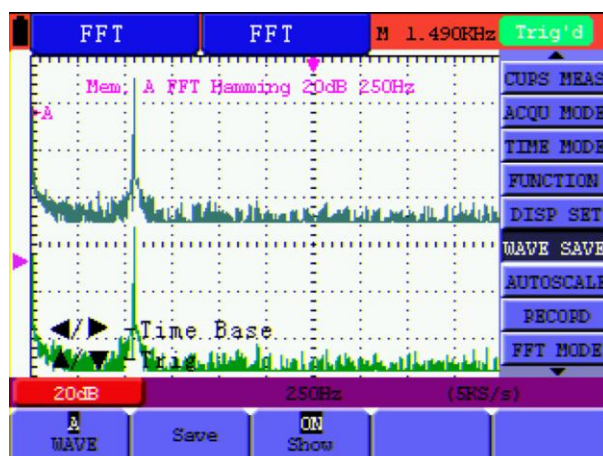 FFT FFT M 1.490KHz Trig'd
Mem, A FFT Hamming 20dB 250Hz
A
CURS MEAS
ACQU MODE
TIME MODE
FUNCTION
DISP SET
WAVE SAVE
AUTOSCALE
RECORD
FFT MODE
◀/▶ -Time Base
▲/▼ -Trig
20dB 250Hz (5KS/s)
A
WAVE
Save
ON
Show